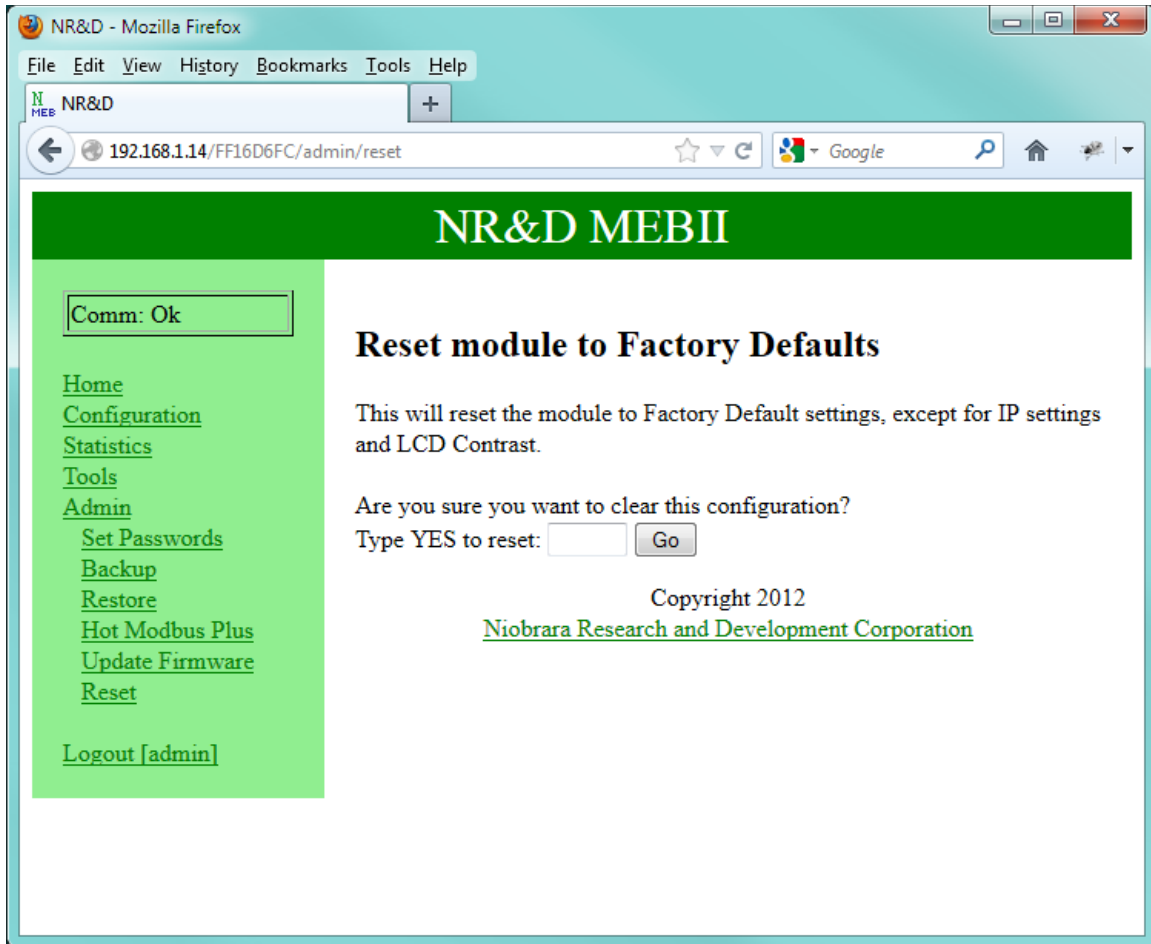 NR&D - Mozilla Firefox
File Edit View History Bookmarks Tools Help
N MEB NR&D +
192.168.1.14/FF16D6FC/admin/reset
Google
NR&D MEBII
Comm: Ok
Home
Configuration
Statistics
Tools
Admin
Set Passwords
Backup
Restore
Hot Modbus Plus
Update Firmware
Reset
Logout [admin]
Reset module to Factory Defaults
This will reset the module to Factory Default settings, except for IP settings
and LCD Contrast.
Are you sure you want to clear this configuration?
Type YES to reset: Go
Copyright 2012
Niobrara Research and Development Corporation